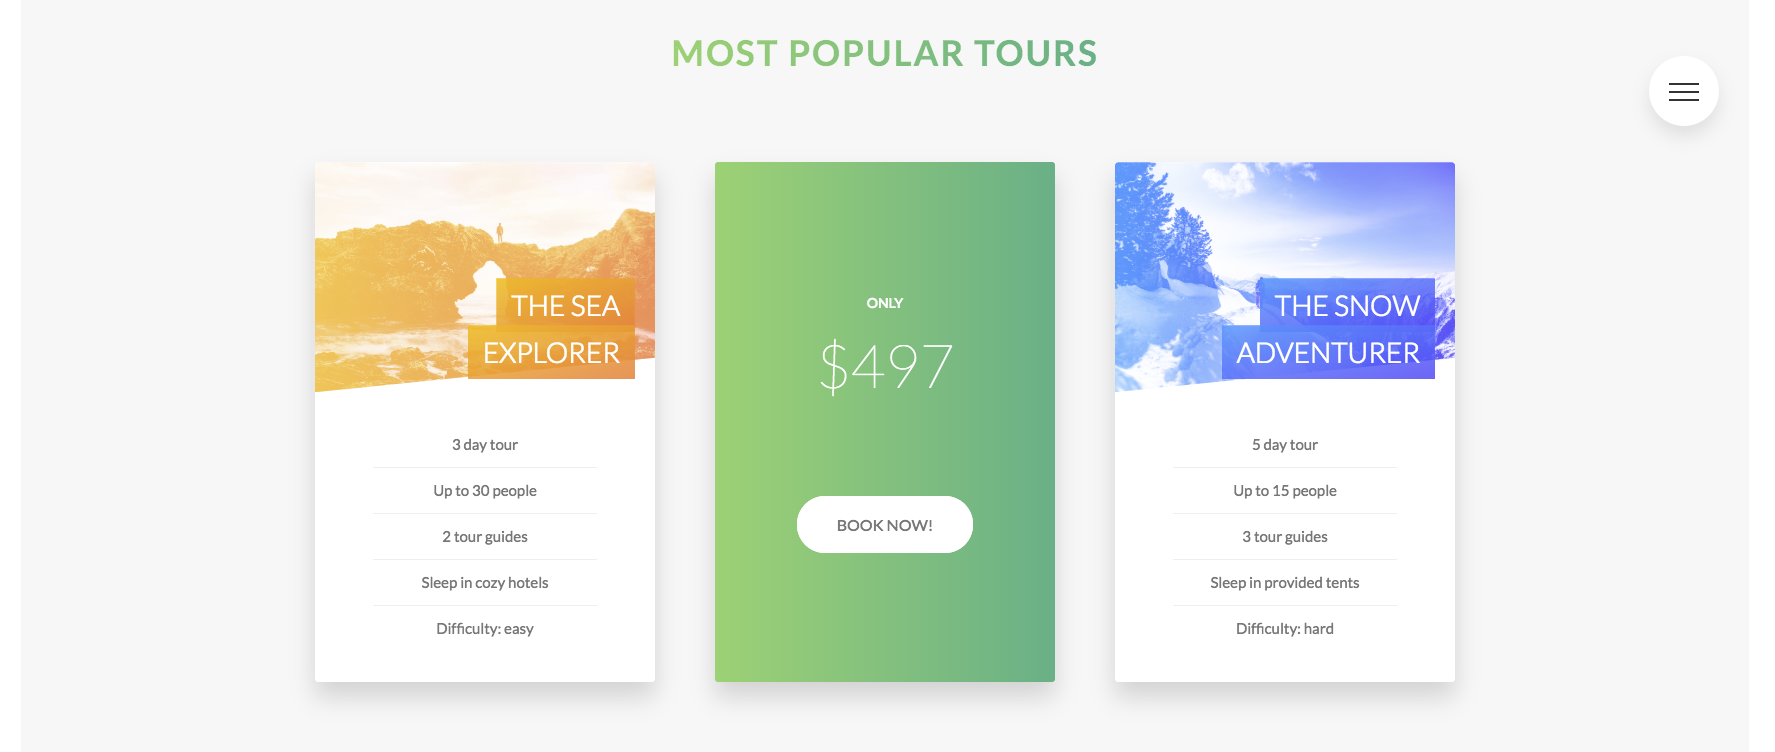 MOST POPULAR TOURS
THE SEA
EXPLORER
3 day tour
Up to 30 people
2 tour guides
Sleep in cozy hotels
Difficulty: easy
ONLY
$497
BOOK NOW!
THE SNOW
ADVENTURER
5 day tour
Up to 15 people
3 tour guides
Sleep in provided tents
Difficulty: hard